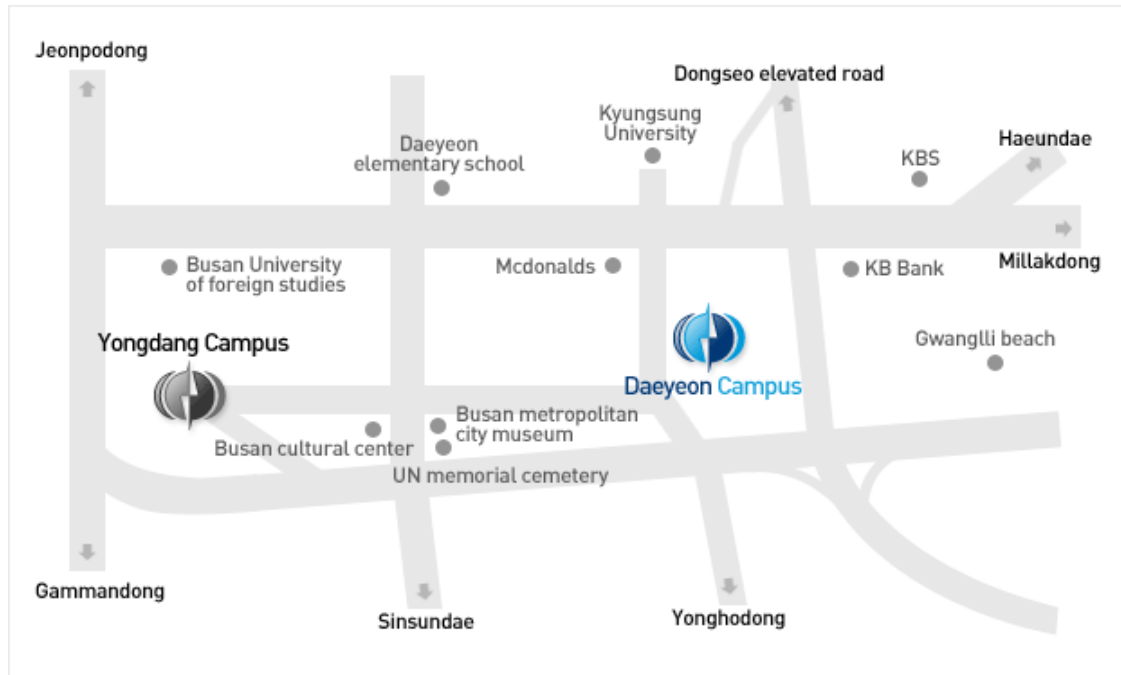 Jeonpodong
Dongseo elevated road
Kyungsung
University
Haeundae
Daeyeon
elementary school
KBS
Busan University
of foreign studies
Mcdonalds
KB Bank
Millakdong
Yongdang Campus
Gwanglli beach
Daeyeon Campus
Busan metropolitan
city museum
Busan cultural center
UN memorial cemetery
Gammandong
Sinsundae
Yonghodong